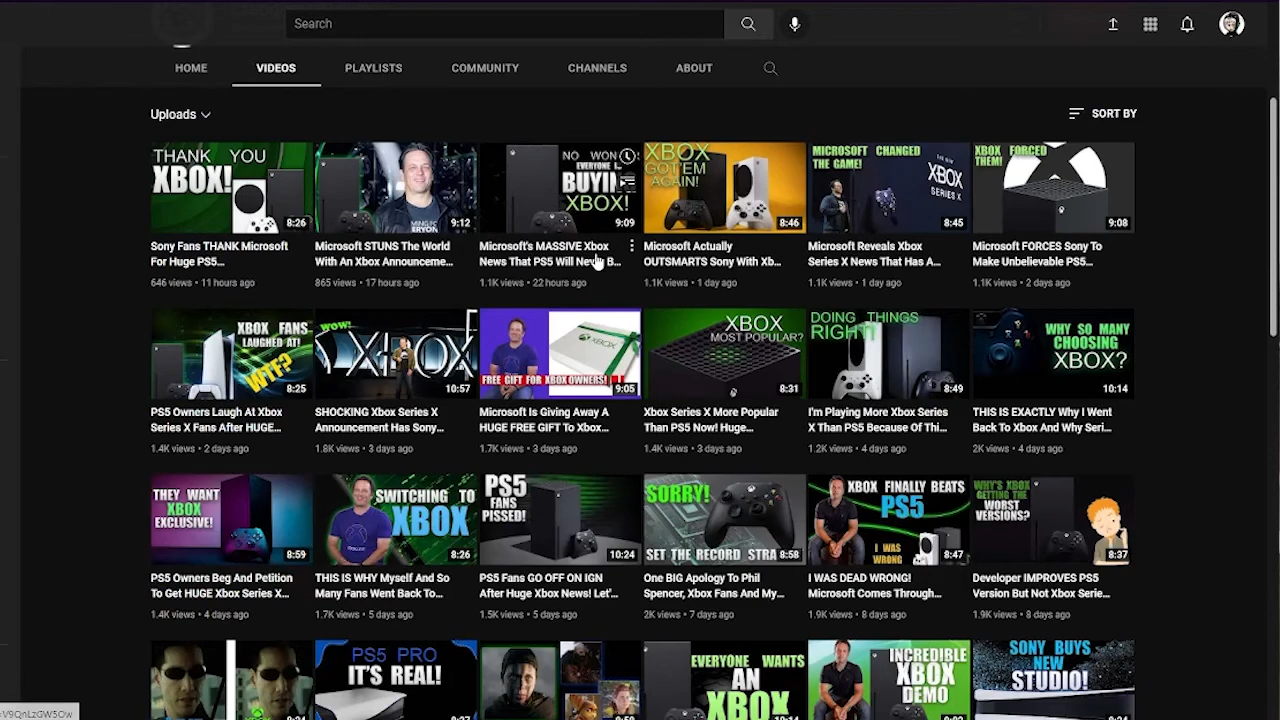 Search
HOME
VIDEOS
PLAYLISTS
COMMUNITY
CHANNELS
ABOUT
Uploads
SORT BY
THANK YOU
XBOX!
8:26
9:12
NO WON
EVERYONE
BUYIN
XBOX!
9:09
XBOX
GOT'EM
AGAIN!
8:46
MICROSOFT CHANGED
THE GAME!
XBOX
SERIES X
8:45
XBOX FORCED
THEM!
9:08
Sony Fans THANK Microsoft
For Huge PS5...
646 views • 11 hours ago
Microsoft STUNS The World
With An Xbox Announceme...
865 views • 17 hours ago
Microsoft's MASSIVE Xbox
News That PS5 Will Never B...
1.1K views • 22 hours ago
Microsoft Actually
OUTSMARTS Sony With Xb...
1.1K views • 1 day ago
Microsoft Reveals Xbox
Series X News That Has A...
1.1K views • 1 day ago
Microsoft FORCES Sony To
Make Unbelievable PS5...
1.1K views • 2 days ago
XBOX FANS
LAUGHED AT!
WTF?
8:25
WOW!
XBOX
10:57
XBOX
FREE GIFT FOR XBOX OWNERS!
9:05
XBOX
MOST POPULAR?
8:31
DOING THINGS
RIGHT!
8:49
WHY SO MANY
CHOOSING
XBOX?
10:14
PS5 Owners Laugh At Xbox
Series X Fans After HUGE...
1.4K views • 2 days ago
SHOCKING Xbox Series X
Announcement Has Sony...
1.8K views • 3 days ago
Microsoft Is Giving Away A
HUGE FREE GIFT To Xbox...
1.7K views • 3 days ago
Xbox Series X More Popular
Than PS5 Now! Huge...
1.4K views • 3 days ago
I'm Playing More Xbox Series
X Than PS5 Because Of Thi...
1.2K views • 4 days ago
THIS IS EXACTLY Why I Went
Back To Xbox And Why Seri...
2K views • 4 days ago
THEY WANT
XBOX
EXCLUSIVE!
8:59
SWITCHING TO
XBOX
8:26
PS5
FANS
PISSED!
10:24
SORRY!
SET THE RECORD STRA
8:58
XBOX FINALLY BEATS
PS5
I WAS
WRONG
8:47
WHY'S XBOX
GETTING THE
WORST
VERSIONS?
8:37
PS5 Owners Beg And Petition
To Get HUGE Xbox Series X...
1.4K views • 4 days ago
THIS IS WHY Myself And So
Many Fans Went Back To...
1.7K views • 5 days ago
PS5 Fans GO OFF ON IGN
After Huge Xbox News! Let'...
1.5K views • 5 days ago
One BIG Apology To Phil
Spencer, Xbox Fans And My...
2K views • 7 days ago
I WAS DEAD WRONG!
Microsoft Comes Through...
1.9K views • 8 days ago
Developer IMPROVES PS5
Version But Not Xbox Serie...
1.9K views • 8 days ago
PS5 PRO
IT'S REAL!
EVERYONE WANTS
AN
XBOX
INCREDIBLE
XBOX
DEMO
SONY BUYS
NEW
STUDIO!